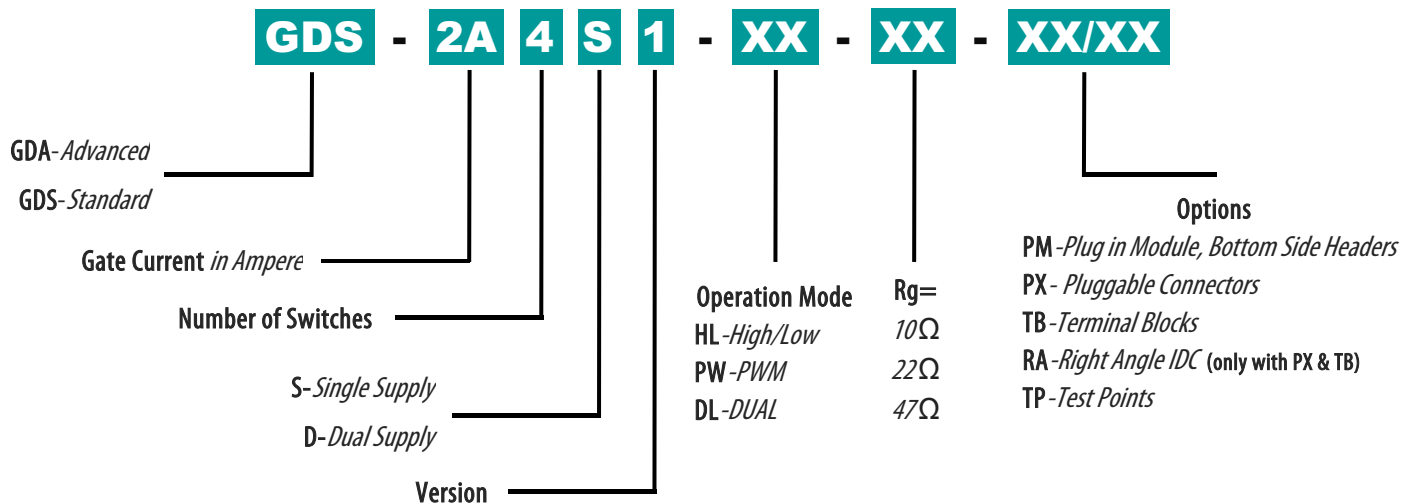 GDS - 2A 4 S 1 - XX - XX - XX/XX
GDA-Advanced
GDS-Standard
Gate Current in Ampere
Number of Switches
S-Single Supply
D-Dual Supply
Version
Operation Mode
HL-High/Low
PW-PWM
DL-DUAL
Rg=
10Ω
22Ω
47Ω
Options
PM-Plug in Module, Bottom Side Headers
PX- Pluggable Connectors
TB-Terminal Blocks
RA-Right Angle IDC (only with PX & TB)
TP-Test Points